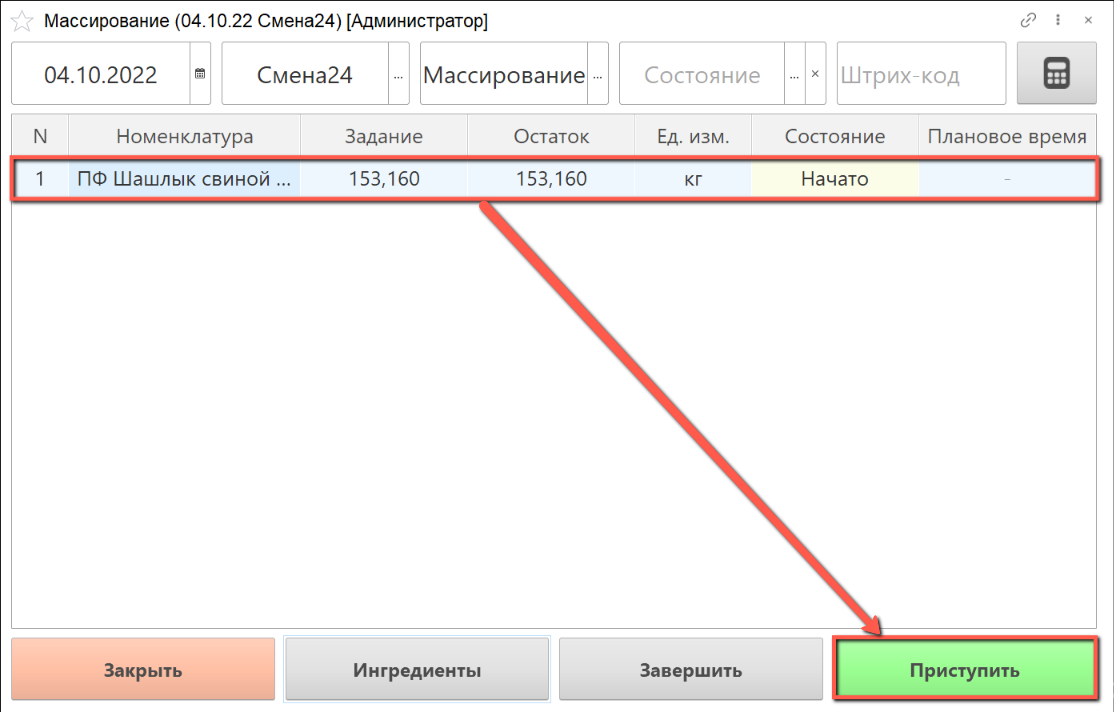 Массирование (04.10.22 Смена24) [Администратор]
04.10.2022 Смена24 ... Массирование ... Состояние ... × Штрих-код
N Номенклатура Задание Остаток Ед. изм. Состояние Плановое время
1 ПФ Шашлык свиной ... 153,160 153,160 кг Начато -
Закрыть Ингредиенты Завершить Приступить